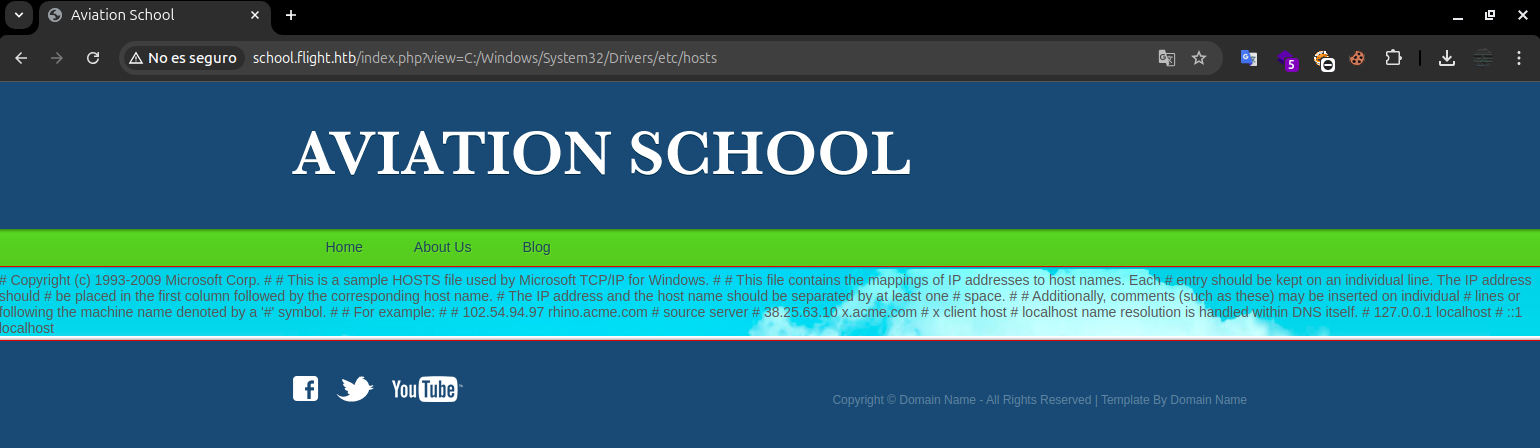 Aviation School
No es seguro
school.flight.htb/index.php?view=C:/Windows/System32/Drivers/etc/hosts
5
AVIATION SCHOOL
Home About Us Blog
# Copyright (c) 1993-2009 Microsoft Corp. # # This is a sample HOSTS file used by Microsoft TCP/IP for Windows. # # This file contains the mappings of IP addresses to host names. Each # entry should be kept on an individual line. The IP address
should # be placed in the first column followed by the corresponding host name. # The IP address and the host name should be separated by at least one # space. # # Additionally, comments (such as these) may be inserted on individual # lines or
following the machine name denoted by a '#' symbol. # # For example: # # 102.54.94.97 rhino.acme.com # source server # 38.25.63.10 x.acme.com # x client host # localhost name resolution is handled within DNS itself. # 127.0.0.1 localhost # ::1
localhost
You Tube
Copyright © Domain Name - All Rights Reserved | Template By Domain Name